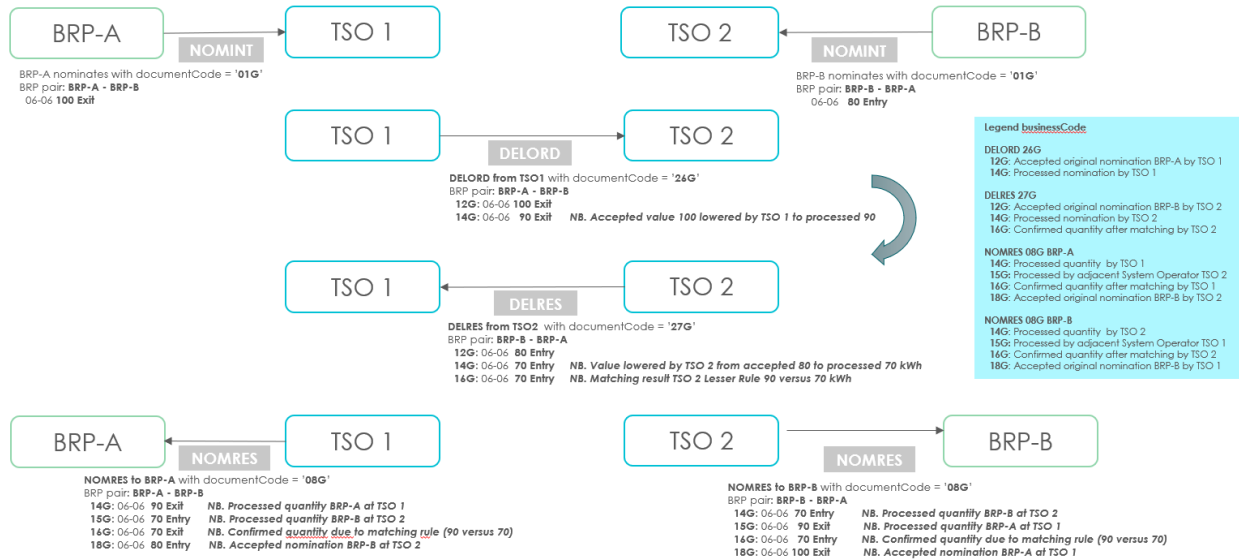 BRP-A
TSO 1
TSO 2
BRP-B
NOMINT
NOMINT
BRP-A nominates with documentCode = '01G'
BRP pair: BRP-A - BRP-B
06-06 100 Exit
BRP-B nominates with documentCode = '01G'
BRP pair: BRP-B - BRP-A
06-06 80 Entry
TSO 1
TSO 2
DELORD
DELORD from TSO1 with documentCode = '26G'
BRP pair: BRP-A - BRP-B
12G: 06-06 100 Exit
14G: 06-06 90 Exit NB. Accepted value 100 lowered by TSO 1 to processed 90
Legend businessCode
DELORD 26G
12G: Accepted original nomination BRP-A by TSO 1
14G: Processed nomination by TSO 1
DELRES 27G
12G: Accepted original nomination BRP-B by TSO 2
14G: Processed nomination by TSO 2
16G: Confirmed quantity after matching by TSO 2
NOMRES 08G BRP-A
14G: Processed quantity by TSO 1
15G: Processed by adjacent System Operator TSO 2
16G: Confirmed quantity after matching by TSO 1
18G: Accepted original nomination BRP-B by TSO 2
NOMRES 08G BRP-B
14G: Processed quantity by TSO 2
15G: Processed by adjacent System Operator TSO 1
16G: Confirmed quantity after matching by TSO 2
18G: Accepted original nomination BRP-B by TSO 1
TSO 1
TSO 2
DELRES
DELRES from TSO2 with documentCode = '27G'
BRP pair: BRP-B - BRP-A
12G: 06-06 80 Entry
14G: 06-06 70 Entry NB. Value lowered by TSO 2 from accepted 80 to processed 70 kWh
16G: 06-06 70 Entry NB. Matching result TSO 2 Lesser Rule 90 versus 70 kWh
BRP-A
TSO 1
TSO 2
BRP-B
NOMRES
NOMRES
NOMRES to BRP-A with documentCode = '08G'
BRP pair: BRP-A - BRP-B
14G: 06-06 90 Exit NB. Processed quantity BRP-A at TSO 1
15G: 06-06 70 Entry NB. Processed quantity BRP-B at TSO 2
16G: 06-06 70 Exit NB. Confirmed quantity due to matching rule (90 versus 70)
18G: 06-06 80 Entry NB. Accepted nomination BRP-B at TSO 2
NOMRES to BRP-B with documentCode = '08G'
BRP pair: BRP-B - BRP-A
14G: 06-06 70 Entry NB. Processed quantity BRP-B at TSO 2
15G: 06-06 90 Exit NB. Processed quantity BRP-A at TSO 1
16G: 06-06 70 Entry NB. Confirmed quantity due to matching rule (90 versus 70)
18G: 06-06 100 Exit NB. Accepted nomination BRP-A at TSO 1